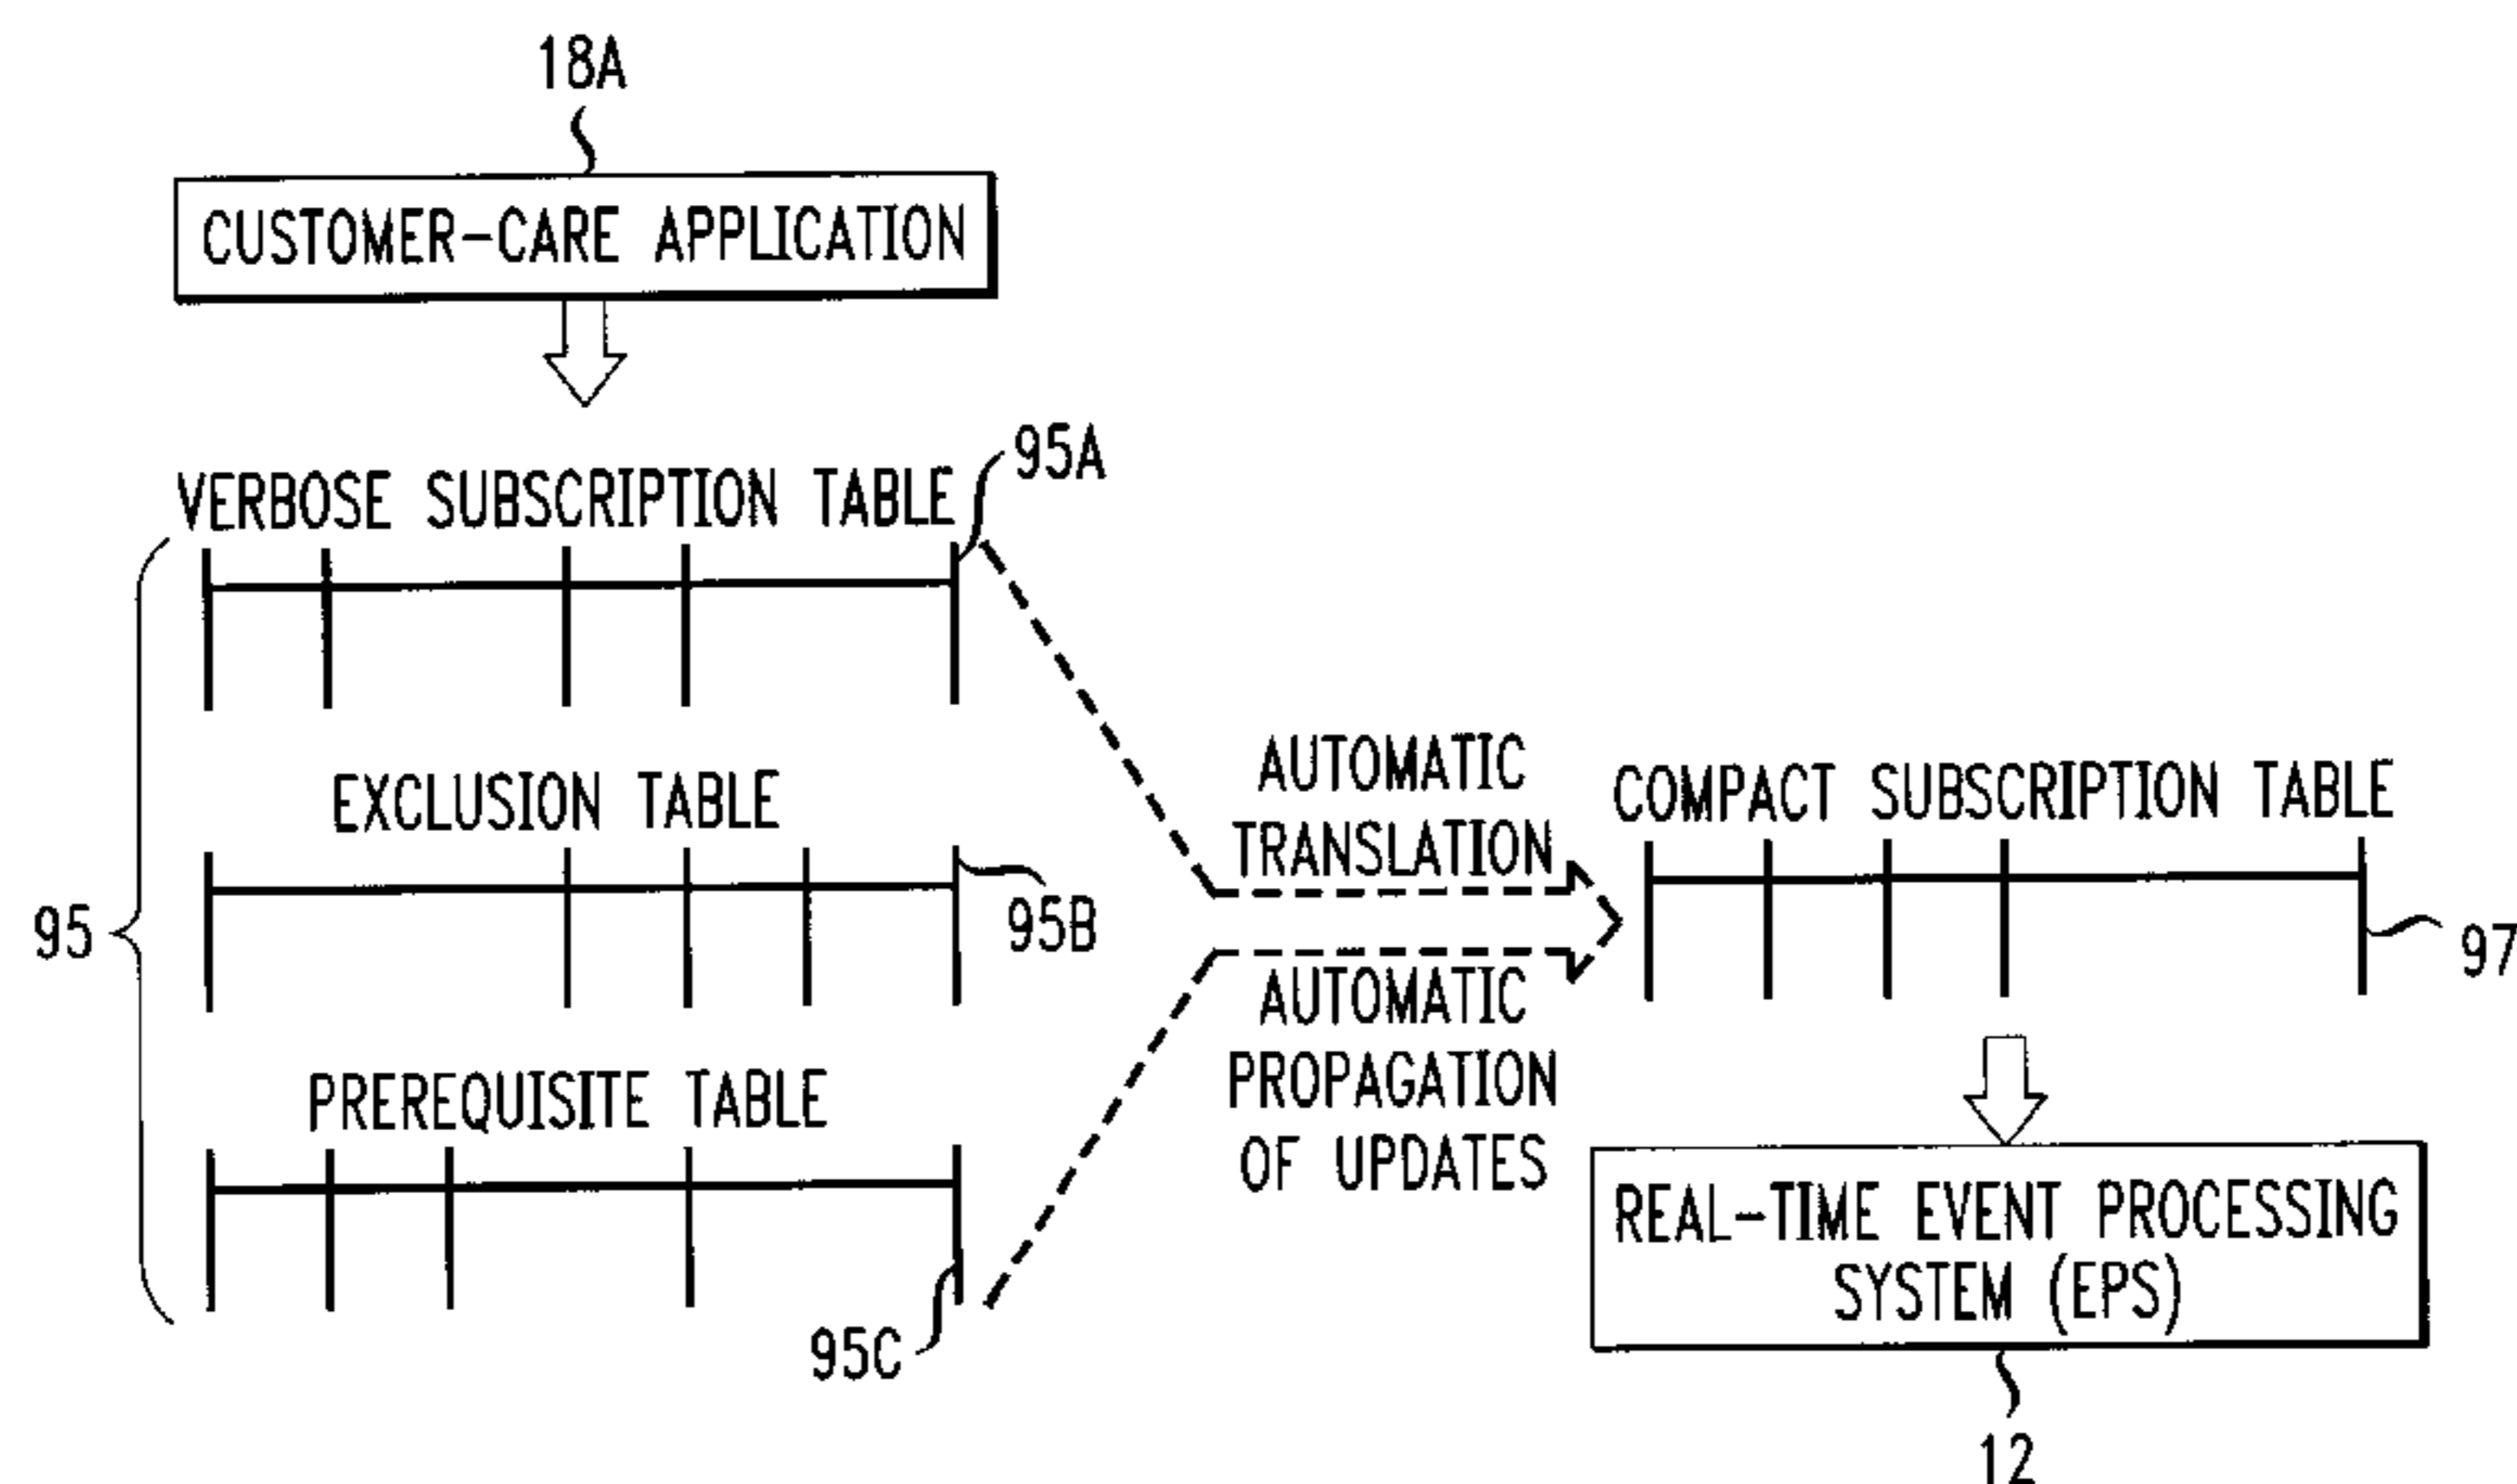 18A
CUSTOMER-CARE APPLICATION
95A
VERBOSE SUBSCRIPTION TABLE
EXCLUSION TABLE
95
95B
PREREQUISITE TABLE
95C
AUTOMATIC
TRANSLATION
AUTOMATIC
PROPAGATION
OF UPDATES
COMPACT SUBSCRIPTION TABLE
97
REAL-TIME EVENT PROCESSING
SYSTEM (EPS)
12